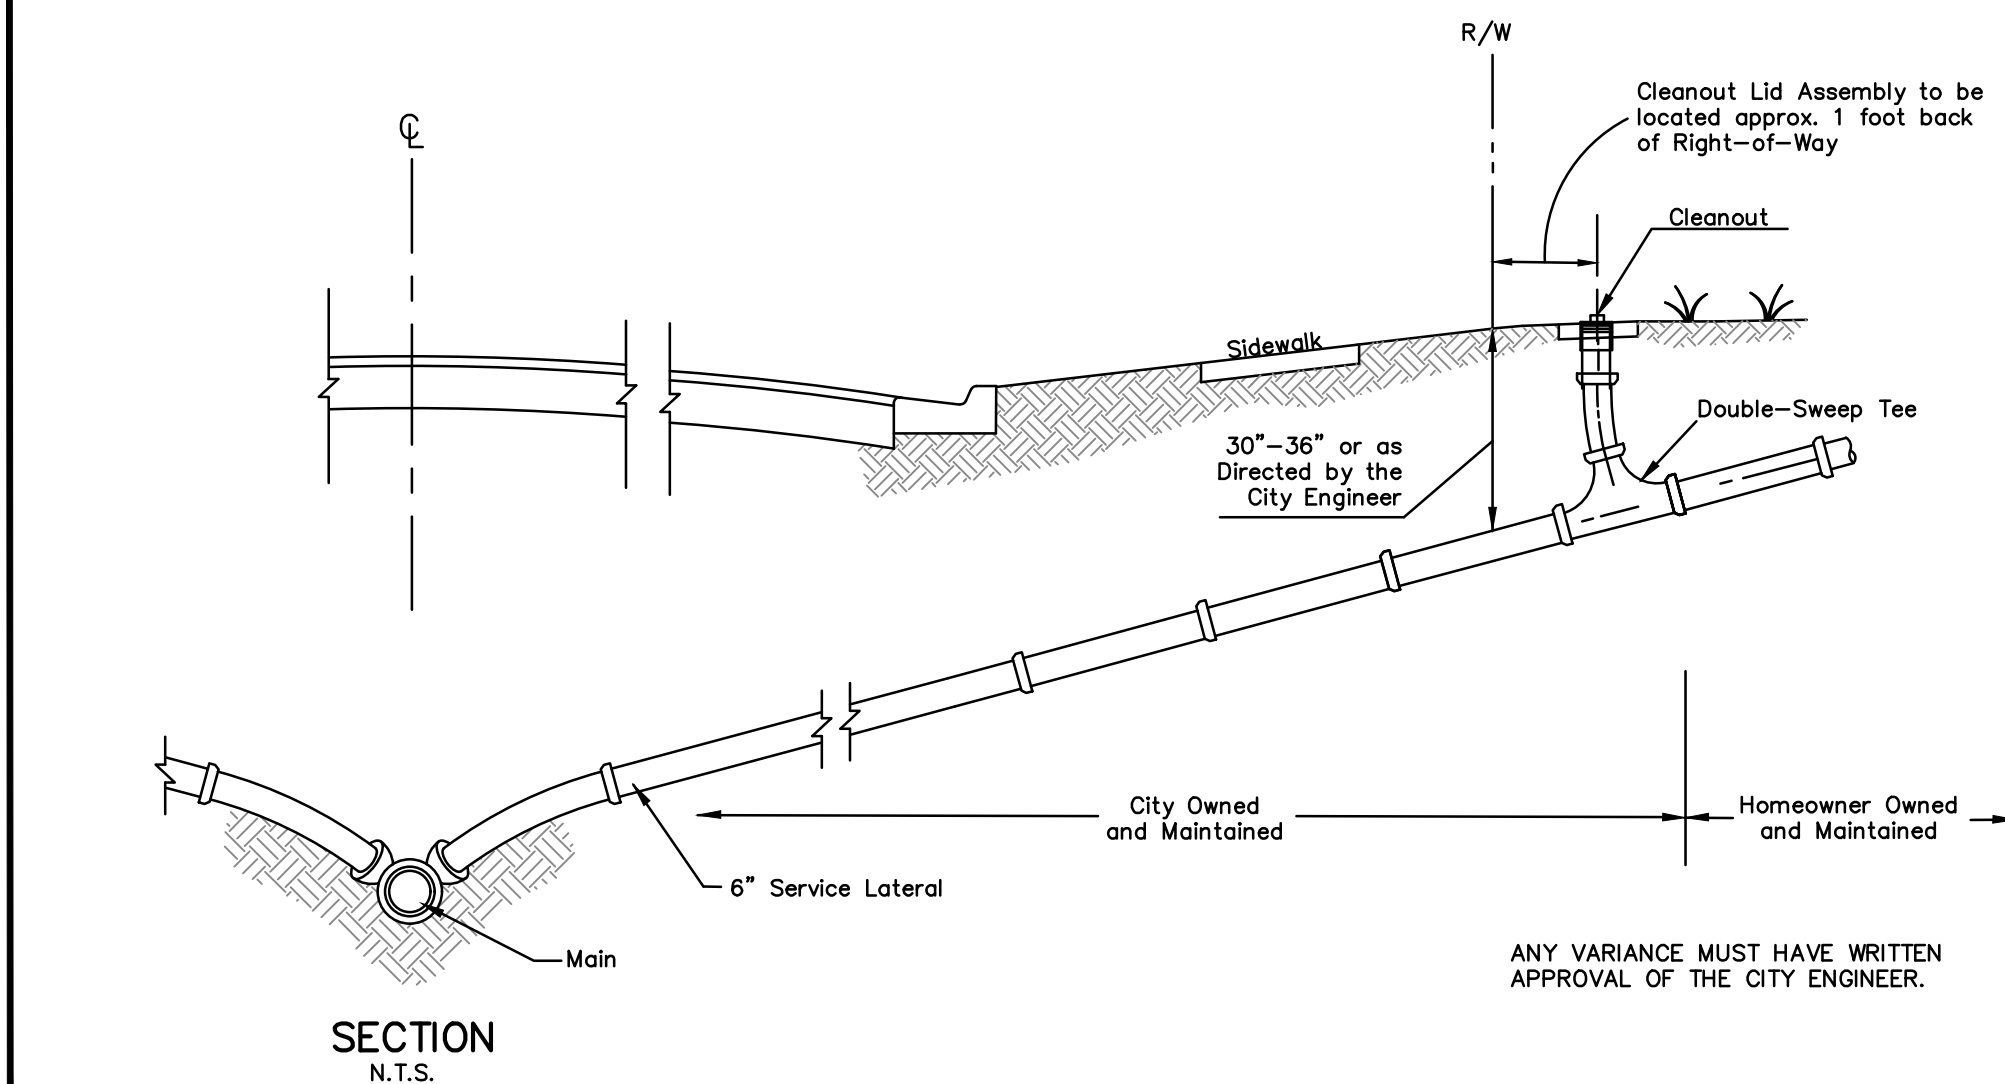 R/W
Cleanout Lid Assembly to be
located approx. 1 foot back
of Right-of-Way
℄
Cleanout
Sidewalk
Double-Sweep Tee
30"-36" or as
Directed by the
City Engineer
City Owned
and Maintained
Homeowner Owned
and Maintained
6" Service Lateral
Main
ANY VARIANCE MUST HAVE WRITTEN
APPROVAL OF THE CITY ENGINEER.
SECTION
N.T.S.